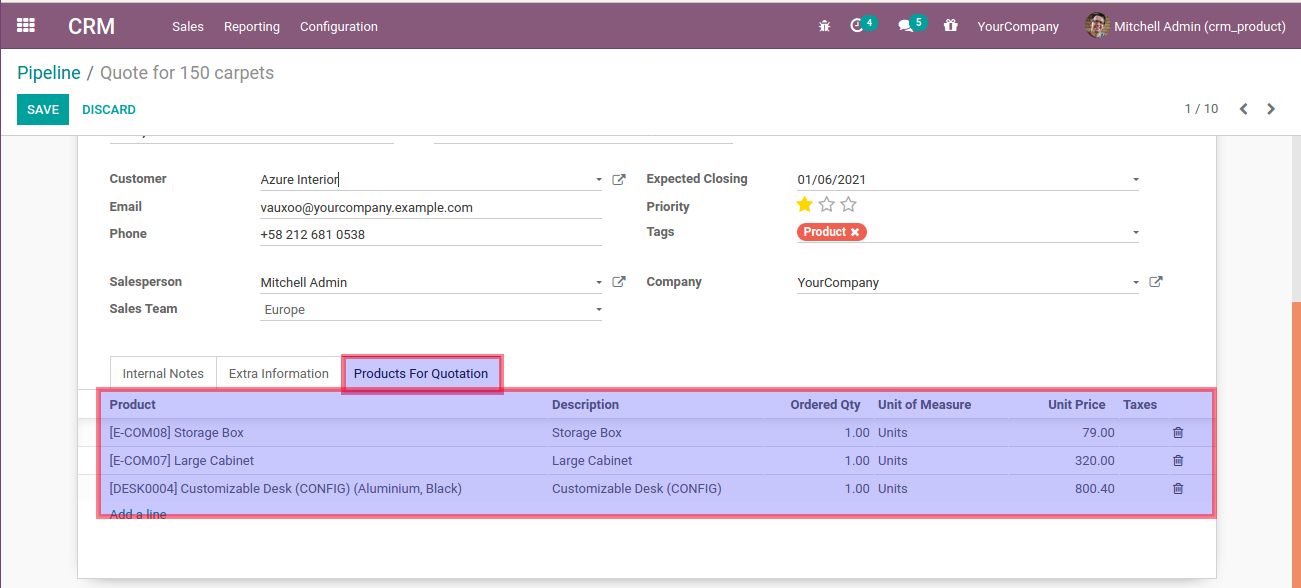 CRM Sales Reporting Configuration 4 5 YourCompany Mitchell Admin (crm_product)
Pipeline / Quote for 150 carpets
SAVE DISCARD 1 / 10
Customer Azure Interior Expected Closing 01/06/2021
Email vauxoo@yourcompany.example.com Priority
Phone +58 212 681 0538 Tags Product ×
Salesperson Mitchell Admin Company YourCompany
Sales Team Europe
Internal Notes Extra Information Products For Quotation
Product Description Ordered Qty Unit of Measure Unit Price Taxes
[E-COM08] Storage Box Storage Box 1.00 Units 79.00
[E-COM07] Large Cabinet Large Cabinet 1.00 Units 320.00
[DESK0004] Customizable Desk (CONFIG) (Aluminium, Black) Customizable Desk (CONFIG) 1.00 Units 800.40
Add a line